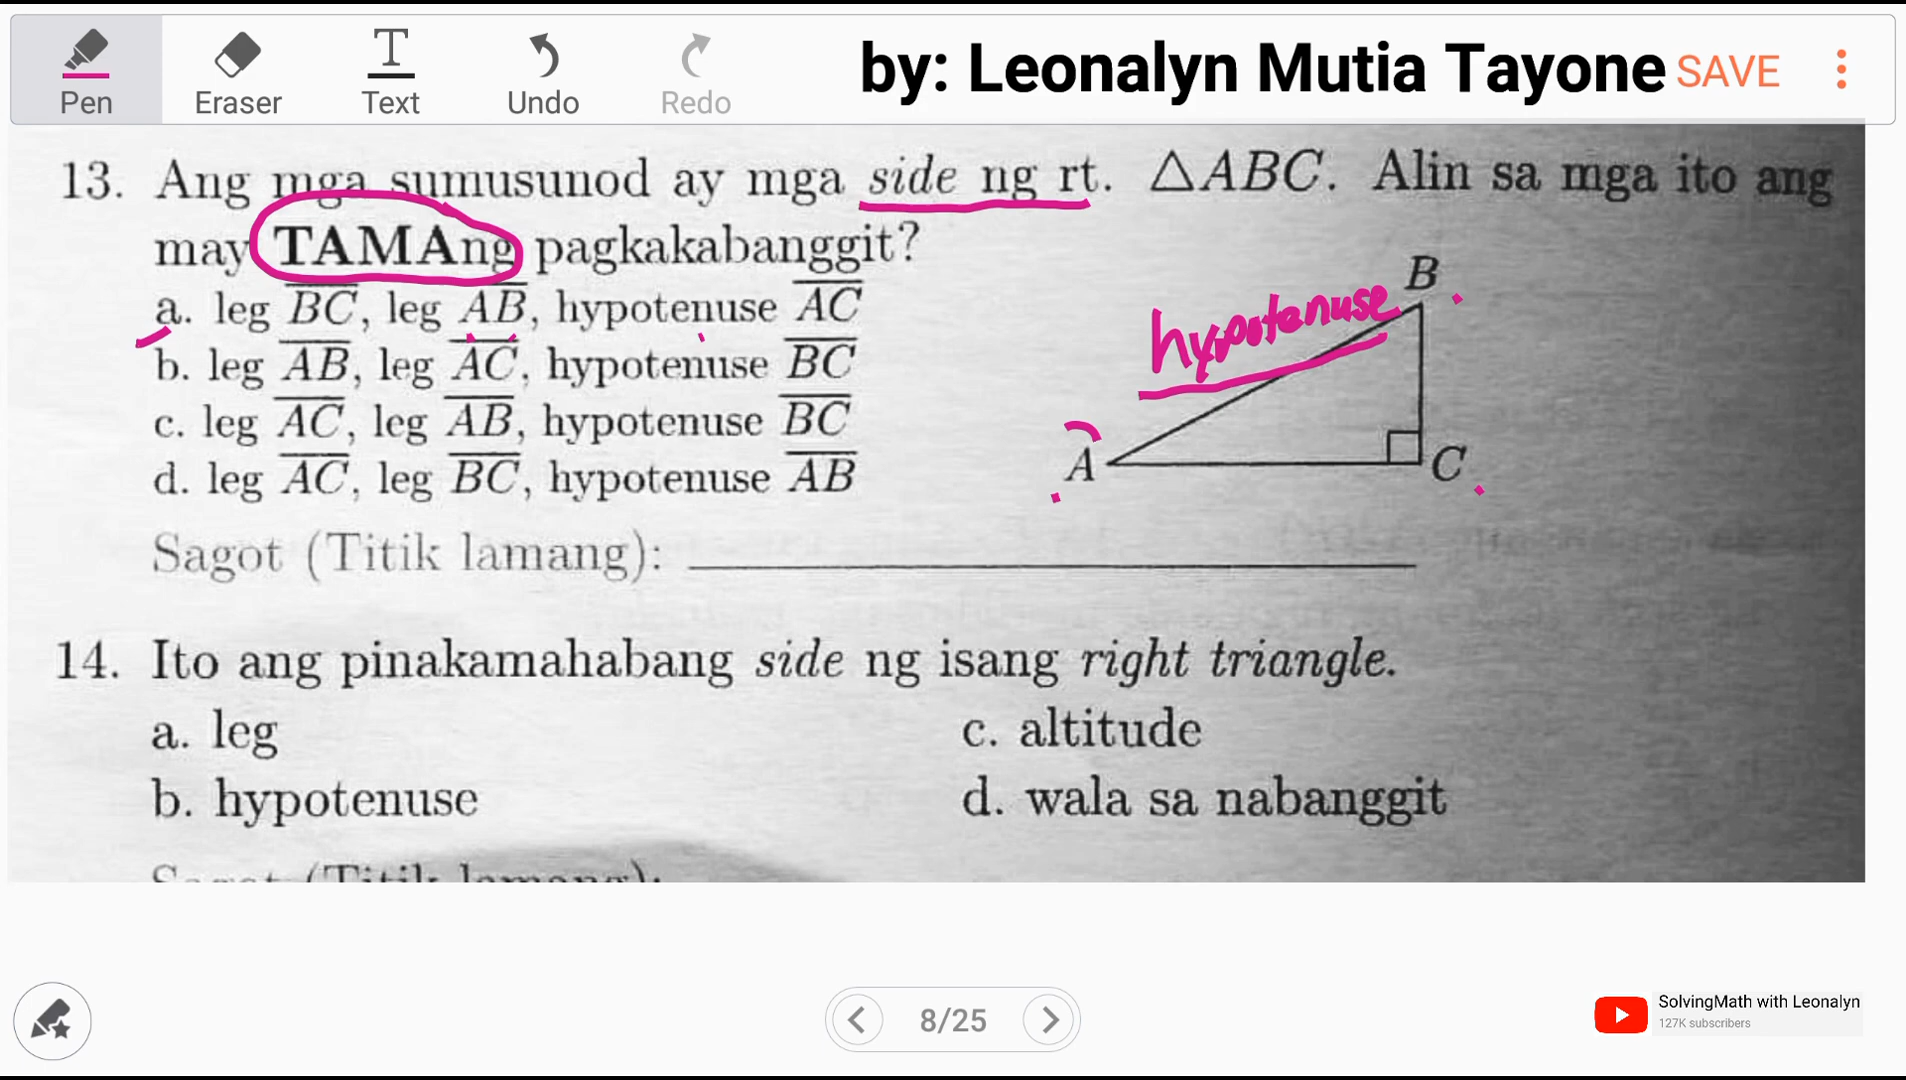 Pen
Eraser
Text
Undo
Redo
by: Leonalyn Mutia Tayone
SAVE
13. Ang mga sumusunod ay mga side ng rt. △ABC. Alin sa mga ito ang
may TAMAng pagkakabanggit?
a. leg BC, leg AB, hypotenuse AC
b. leg AB, leg AC, hypotenuse BC
c. leg AC, leg AB, hypotenuse BC
d. leg AC, leg BC, hypotenuse AB
hypotenuse
B
A
C
Sagot (Titik lamang):
14. Ito ang pinakamahabang side ng isang right triangle.
a. leg
c. altitude
b. hypotenuse
d. wala sa nabanggit
Sagot (Titik lamang):
8/25
SolvingMath with Leonalyn
127K subscribers